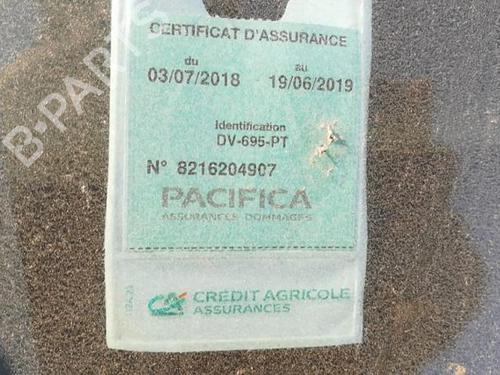 CERTIFICAT D'ASSURANCE
du au
03/07/2018 19/06/2019
Identification
DV-695-PT
N° 8216204907
PACIFICA
ASSURANCES DOMMAGES
CRÉDIT AGRICOLE
ASSURANCES
B-PARTS